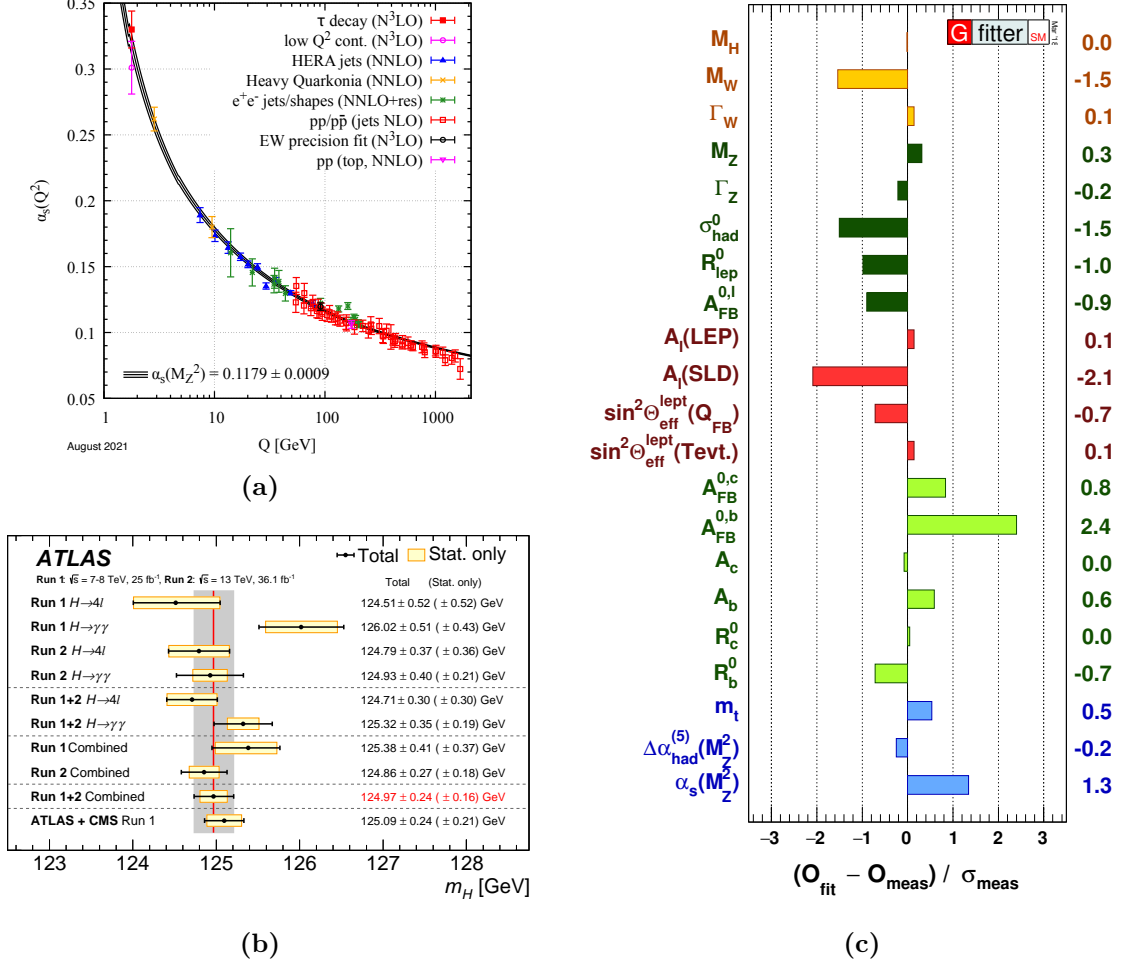 0.35
0.3
0.25
0.2
0.15
0.1
0.05
αs(Q²)
τ decay (N³LO)
low Q² cont. (N³LO)
HERA jets (NNLO)
Heavy Quarkonia (NNLO)
e⁺e⁻ jets/shapes (NNLO+res)
pp/pp̄ (jets NLO)
EW precision fit (N³LO)
pp (top, NNLO)
αs(MZ²) = 0.1179 ± 0.0009
1 10 100 1000
August 2021
Q [GeV]
(a)
ATLAS
Total Stat. only
Run 1: √s = 7-8 TeV, 25 fb⁻¹, Run 2: √s = 13 TeV, 36.1 fb⁻¹
Total (Stat. only)
Run 1 H→4l 124.51 ± 0.52 ( ± 0.52) GeV
Run 1 H→γγ 126.02 ± 0.51 ( ± 0.43) GeV
Run 2 H→4l 124.79 ± 0.37 ( ± 0.36) GeV
Run 2 H→γγ 124.93 ± 0.40 ( ± 0.21) GeV
Run 1+2 H→4l 124.71 ± 0.30 ( ± 0.30) GeV
Run 1+2 H→γγ 125.32 ± 0.35 ( ± 0.19) GeV
Run 1 Combined 125.38 ± 0.41 ( ± 0.37) GeV
Run 2 Combined 124.86 ± 0.27 ( ± 0.18) GeV
Run 1+2 Combined 124.97 ± 0.24 ( ± 0.16) GeV
ATLAS + CMS Run 1 125.09 ± 0.24 ( ± 0.21) GeV
123 124 125 126 127 128
mH [GeV]
(b)
G fitter SM
MH 0.0
MW -1.5
ΓW 0.1
MZ 0.3
ΓZ -0.2
σ⁰had -1.5
R⁰lep -1.0
A⁰,ˡFB -0.9
Al(LEP) 0.1
Al(SLD) -2.1
sin²Θlepteff(QFB) -0.7
sin²Θlepteff(Tevt.) 0.1
A⁰,ᶜFB 0.8
A⁰,ᵇFB 2.4
Ac 0.0
Ab 0.6
R⁰c 0.0
R⁰b -0.7
mt 0.5
Δα⁽⁵⁾had(M²Z) -0.2
αs(M²Z) 1.3
−3 −2 −1 0 1 2 3
(Ofit − Omeas) / σmeas
(c)